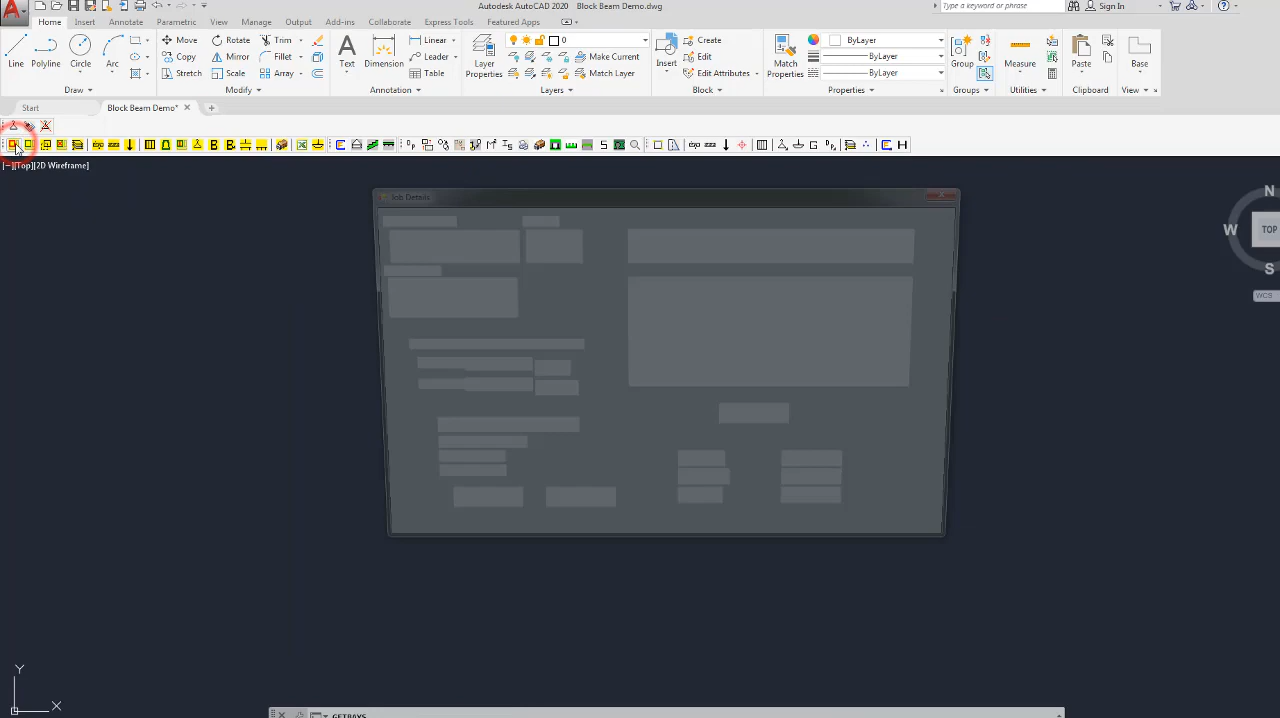 Autodesk AutoCAD 2020 Block Beam Demo.dwg
Type a keyword or phrase
Sign In
Home Insert Annotate Parametric View Manage Output Add-ins Collaborate Express Tools Featured Apps
Line
Polyline
Circle
Arc
Draw
Move
Rotate
Trim
Copy
Mirror
Fillet
Stretch
Scale
Array
Modify
Text
Dimension
Linear
Leader
Table
Annotation
Layer Properties
0
Make Current
Match Layer
Layers
Insert
Create
Edit
Edit Attributes
Block
Match Properties
ByLayer
ByLayer
ByLayer
Properties
Group
Groups
Measure
Utilities
Paste
Clipboard
Base
View
Start
Block Beam Demo*
[−][Top][2D Wireframe]
Job Details
N
W
TOP
S
WCS
Y
X
GETBAYS